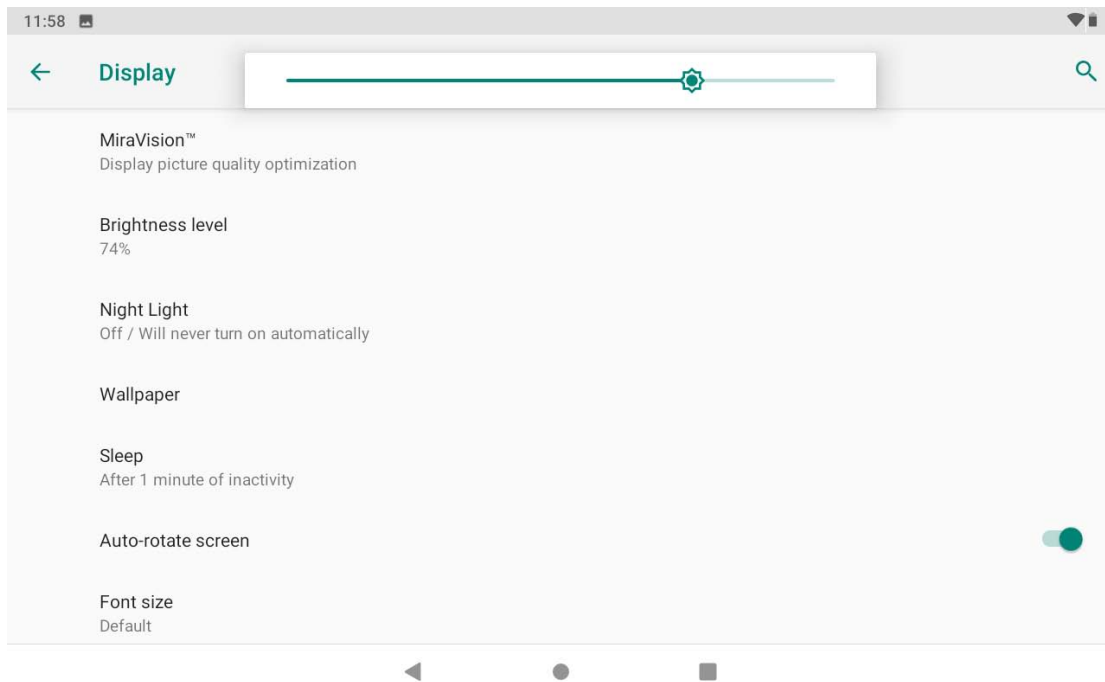 11:58
Display
MiraVision™
Display picture quality optimization
Brightness level
74%
Night Light
Off / Will never turn on automatically
Wallpaper
Sleep
After 1 minute of inactivity
Auto-rotate screen
Font size
Default